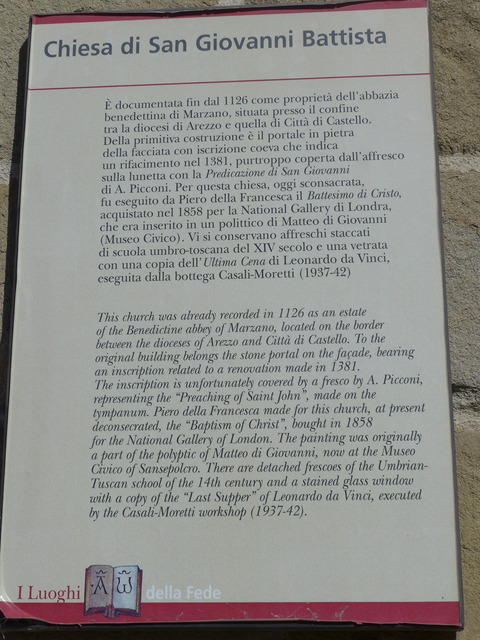 Chiesa di San Giovanni Battista
È documentata fin dal 1126 come proprietà dell'abbazia
benedettina di Marzano, situata presso il confine
tra la diocesi di Arezzo e quella di Città di Castello.
Della primitiva costruzione è il portale in pietra
della facciata con iscrizione coeva che indica
un rifacimento nel 1381, purtroppo coperta dall'affresco
sulla lunetta con la Predicazione di San Giovanni
di A. Picconi. Per questa chiesa, oggi sconsacrata,
fu eseguito da Piero della Francesca il Battesimo di Cristo,
acquistato nel 1858 per la National Gallery di Londra,
che era inserito in un polittico di Matteo di Giovanni
(Museo Civico). Vi si conservano affreschi staccati
di scuola umbro-toscana del XIV secolo e una vetrata
con una copia dell'Ultima Cena di Leonardo da Vinci,
eseguita dalla bottega Casali-Moretti (1937-42)
This church was already recorded in 1126 as an estate
of the Benedictine abbey of Marzano, located on the border
between the dioceses of Arezzo and Città di Castello. To the
original building belongs the stone portal on the façade, bearing
an inscription related to a renovation made in 1381.
The inscription is unfortunately covered by a fresco by A. Picconi,
representing the "Preaching of Saint John", made on the
tympanum. Piero della Francesca made for this church, at present
deconsecrated, the "Baptism of Christ", bought in 1858
for the National Gallery of London. The painting was originally
a part of the polyptic of Matteo di Giovanni, now at the Museo
Civico of Sansepolcro. There are detached frescoes of the Umbrian-
Tuscan school of the 14th century and a stained glass window
with a copy of the "Last Supper" of Leonardo da Vinci, executed
by the Casali-Moretti workshop (1937-42).
I Luoghi A ω della Fede